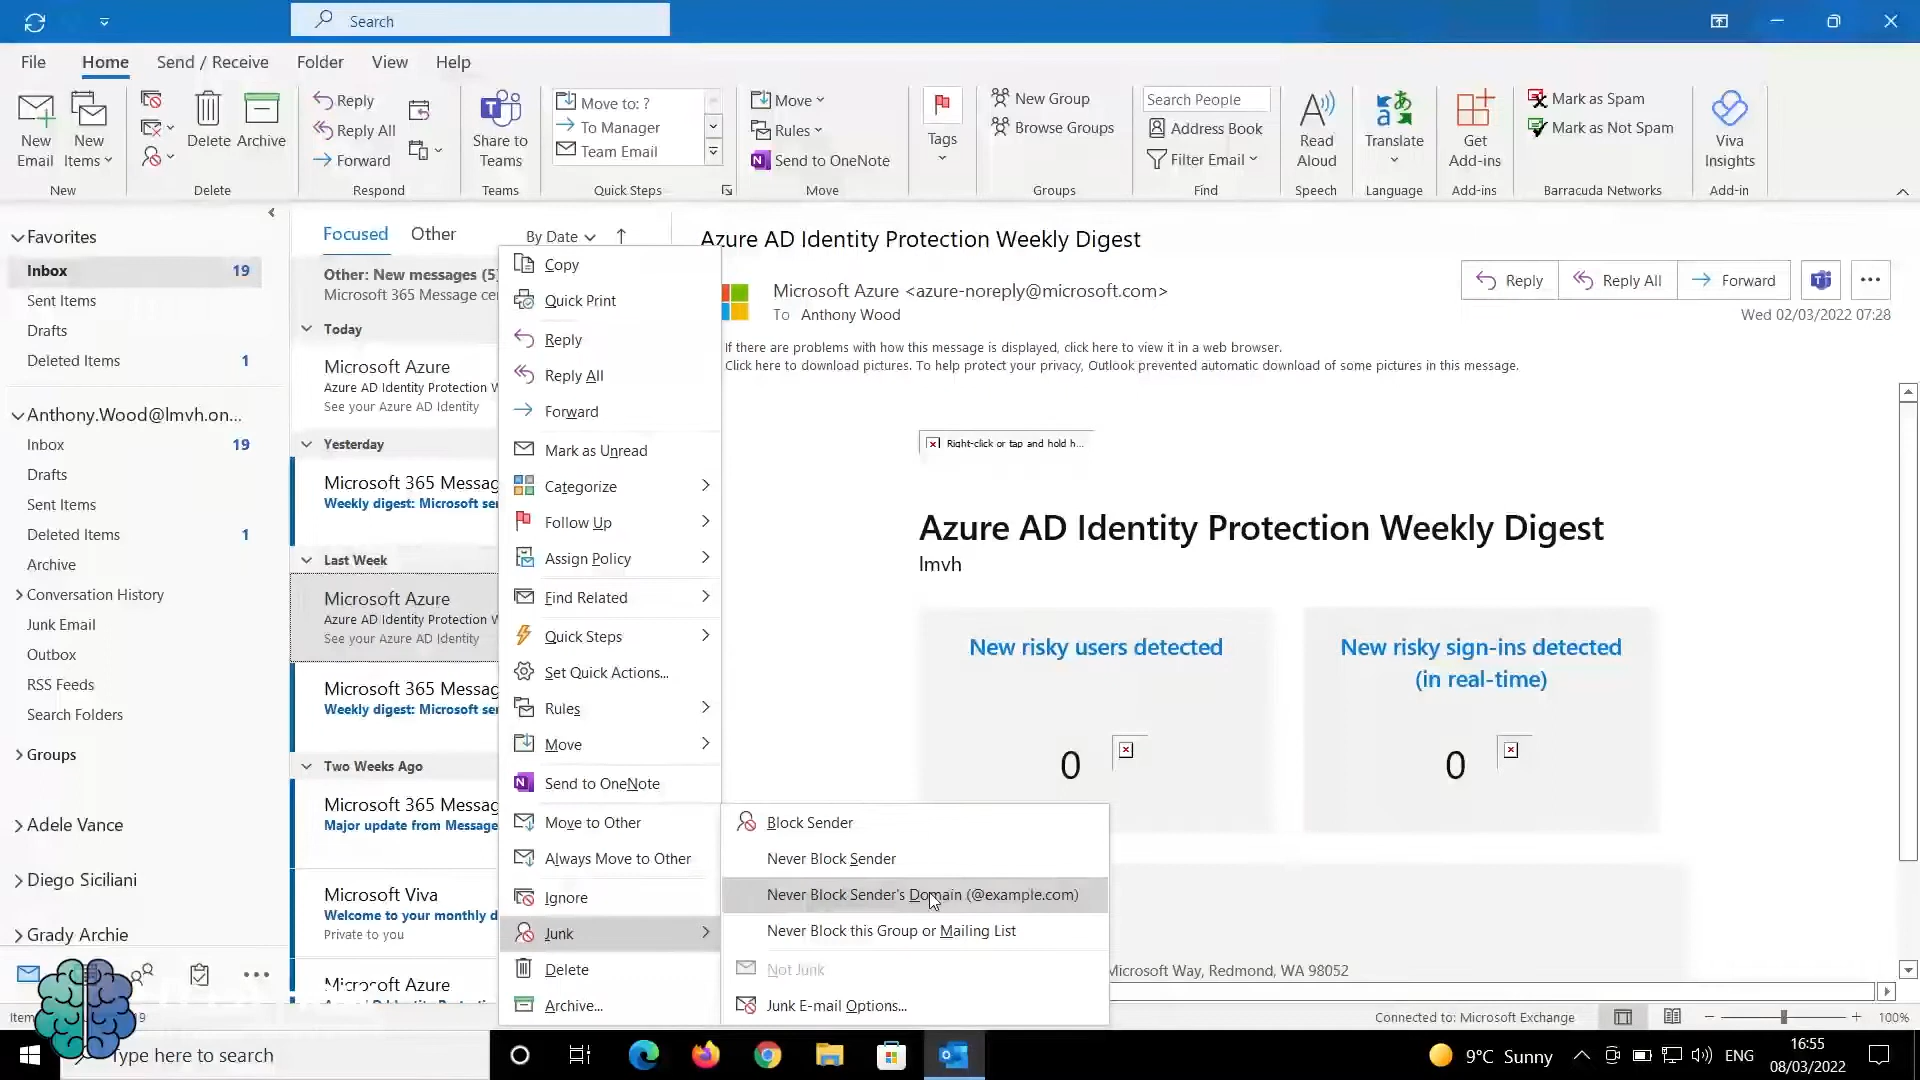 Search
File
Home
Send / Receive
Folder
View
Help
New
Email
New
Items
New
Delete
Archive
Delete
Reply
Reply All
Forward
Respond
Share to
Teams
Teams
Move to: ?
To Manager
Team Email
Quick Steps
Move
Rules
Send to OneNote
Move
Tags
New Group
Browse Groups
Groups
Search People
Address Book
Filter Email
Find
Read
Aloud
Speech
Translate
Language
Get
Add-ins
Add-ins
Mark as Spam
Mark as Not Spam
Barracuda Networks
Viva
Insights
Add-in
Favorites
Inbox 19
Sent Items
Drafts
Deleted Items 1
Anthony.Wood@lmvh.on...
Inbox 19
Drafts
Sent Items
Deleted Items 1
Archive
Conversation History
Junk Email
Outbox
RSS Feeds
Search Folders
Groups
Adele Vance
Diego Siciliani
Grady Archie
Focused
Other
By Date
Other: New messages (5)
Microsoft 365 Message cen
Today
Microsoft Azure
Azure AD Identity Protection W
See your Azure AD Identity
Yesterday
Microsoft 365 Messag
Weekly digest: Microsoft ser
Last Week
Microsoft Azure
Azure AD Identity Protection W
See your Azure AD Identity
Microsoft 365 Messag
Weekly digest: Microsoft ser
Two Weeks Ago
Microsoft 365 Messag
Major update from Message
Microsoft Viva
Welcome to your monthly d
Private to you
Microsoft Azure
Copy
Quick Print
Reply
Reply All
Forward
Mark as Unread
Categorize
Follow Up
Assign Policy
Find Related
Quick Steps
Set Quick Actions...
Rules
Move
Send to OneNote
Move to Other
Always Move to Other
Ignore
Junk
Delete
Archive...
Block Sender
Never Block Sender
Never Block Sender's Domain (@example.com)
Never Block this Group or Mailing List
Not Junk
Junk E-mail Options...
Azure AD Identity Protection Weekly Digest
Microsoft Azure <azure-noreply@microsoft.com>
To Anthony Wood
Reply
Reply All
Forward
Wed 02/03/2022 07:28
If there are problems with how this message is displayed, click here to view it in a web browser.
Click here to download pictures. To help protect your privacy, Outlook prevented automatic download of some pictures in this message.
Right-click or tap and hold h...
Azure AD Identity Protection Weekly Digest
lmvh
New risky users detected
0
New risky sign-ins detected
(in real-time)
0
Microsoft Way, Redmond, WA 98052
Item
19
Connected to: Microsoft Exchange
100%
Type here to search
9°C Sunny
ENG
16:55
08/03/2022